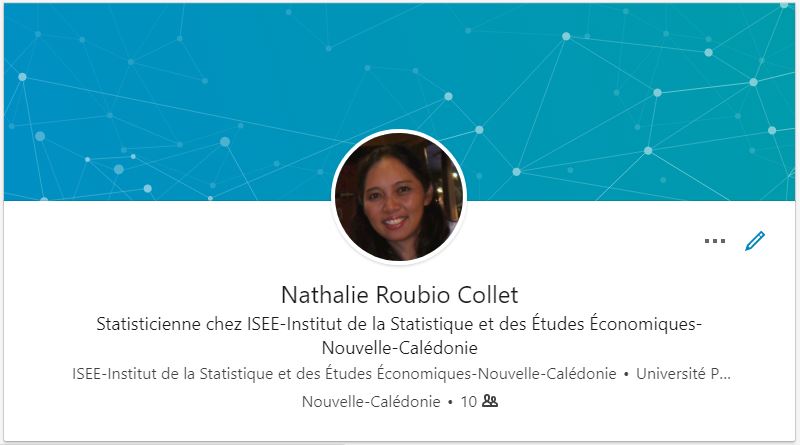 Nathalie Roubio Collet
Statisticienne chez ISEE-Institut de la Statistique et des Études Économiques-
Nouvelle-Calédonie
ISEE-Institut de la Statistique et des Études Économiques-Nouvelle-Calédonie • Université P...
Nouvelle-Calédonie • 10